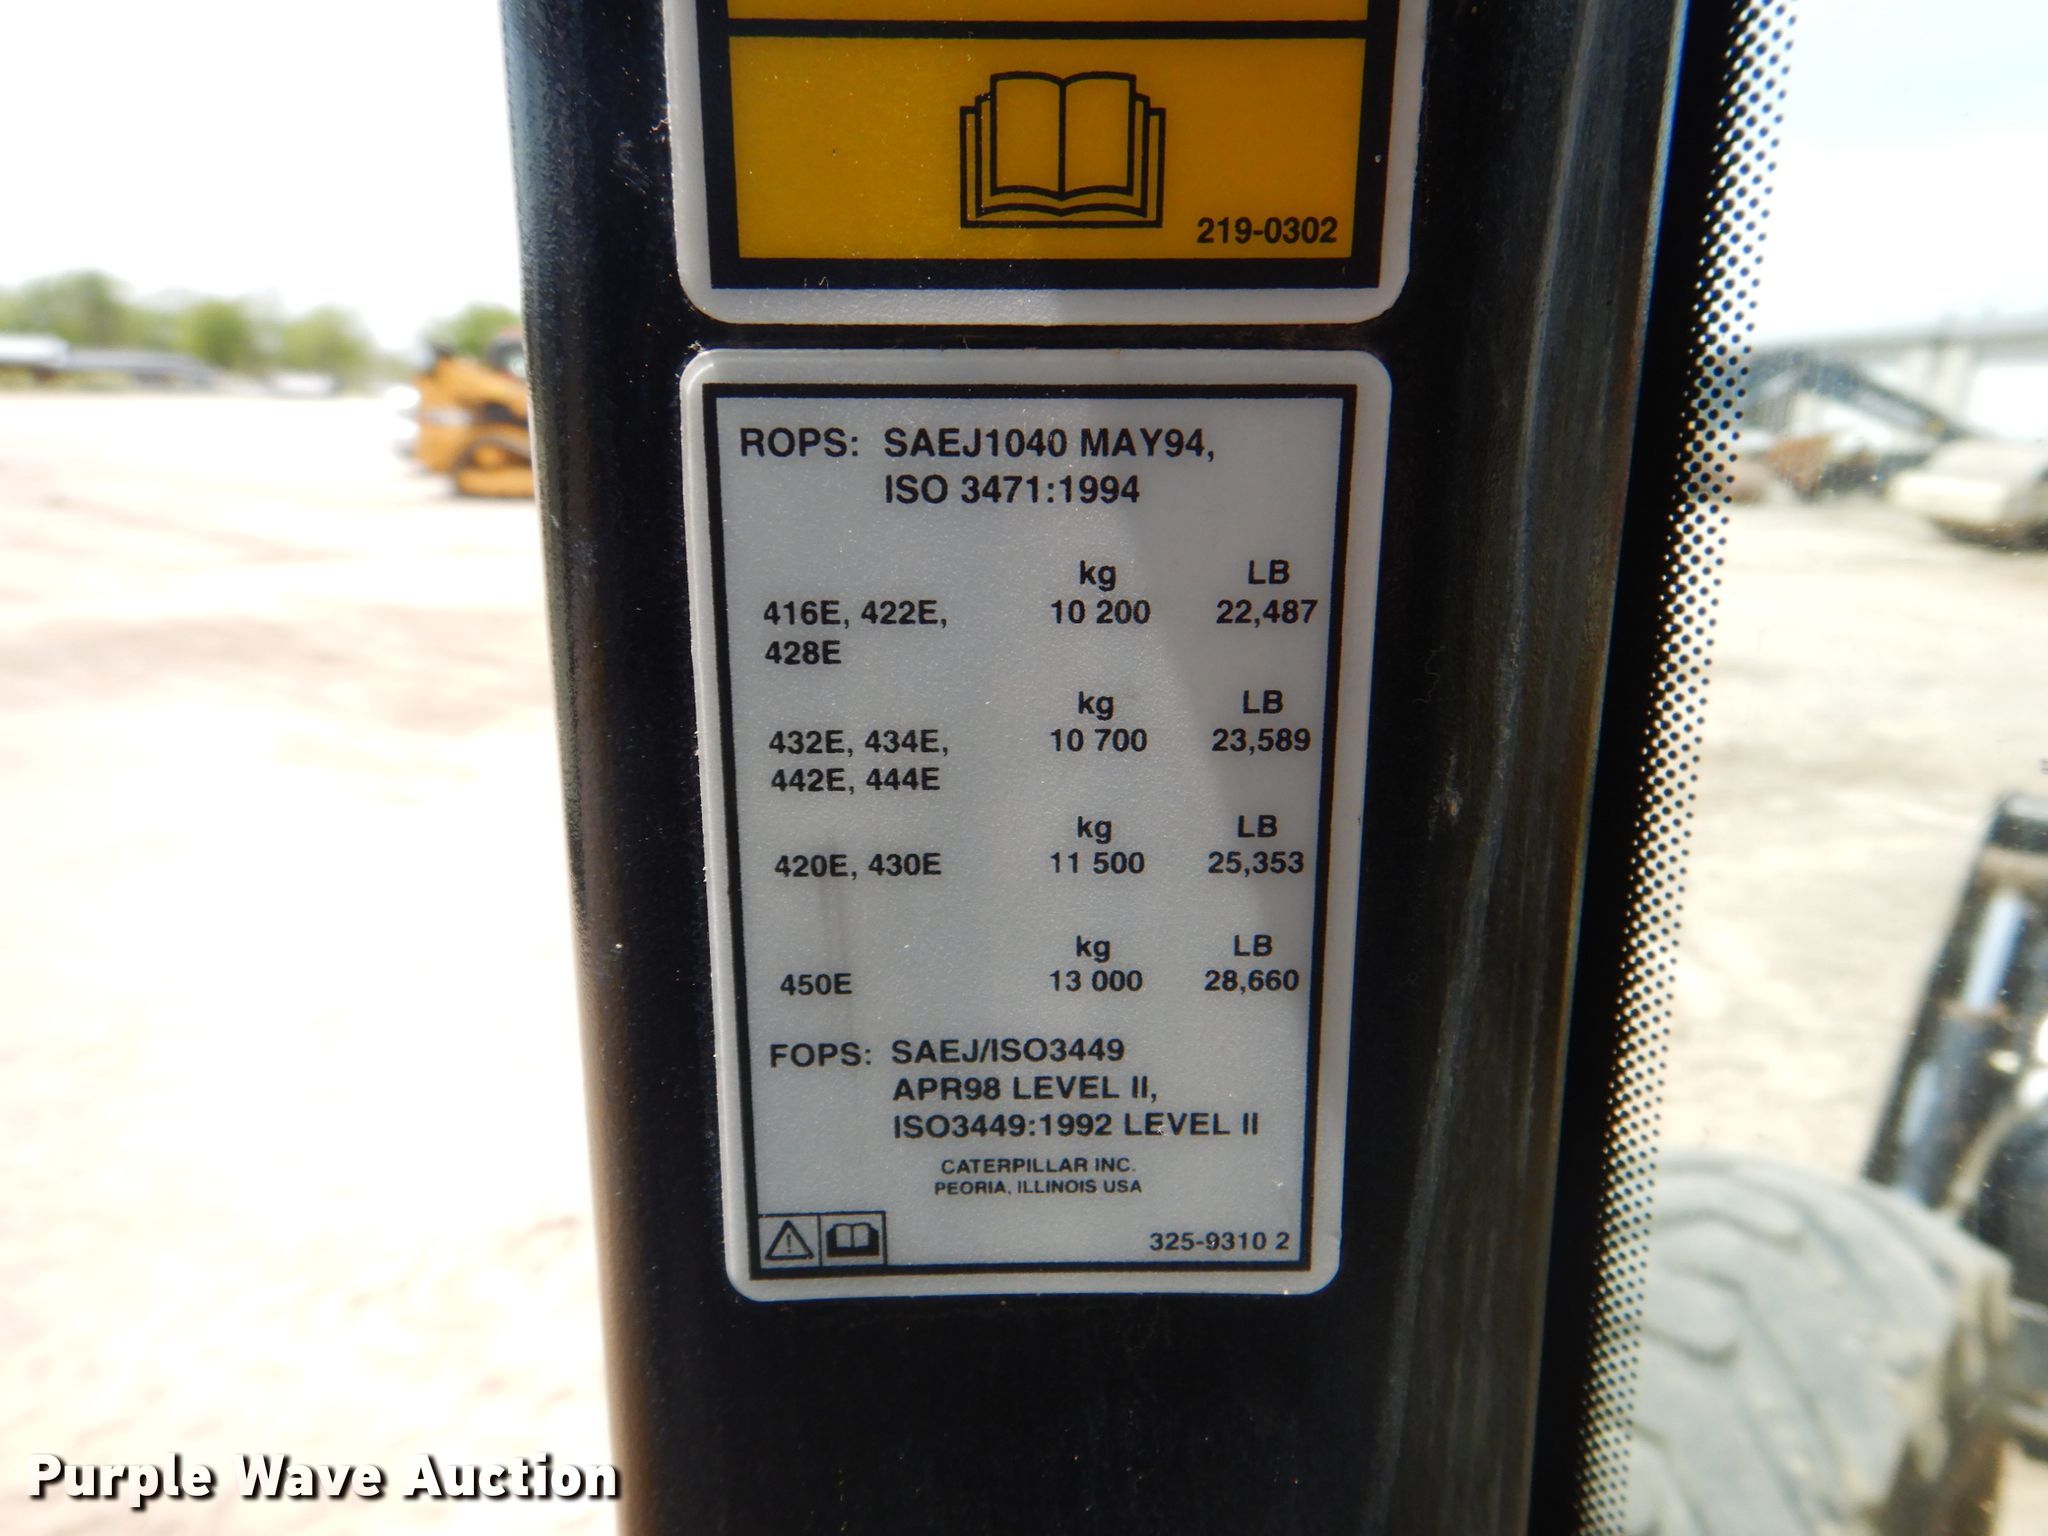 219-0302
ROPS: SAEJ1040 MAY94,
ISO 3471:1994
kg LB
416E, 422E, 10 200 22,487
428E
kg LB
432E, 434E, 10 700 23,589
442E, 444E
kg LB
420E, 430E 11 500 25,353
kg LB
450E 13 000 28,660
FOPS: SAEJ/ISO3449
APR98 LEVEL II,
ISO3449:1992 LEVEL II
CATERPILLAR INC.
PEORIA, ILLINOIS USA
325-9310 2
Purple Wave Auction